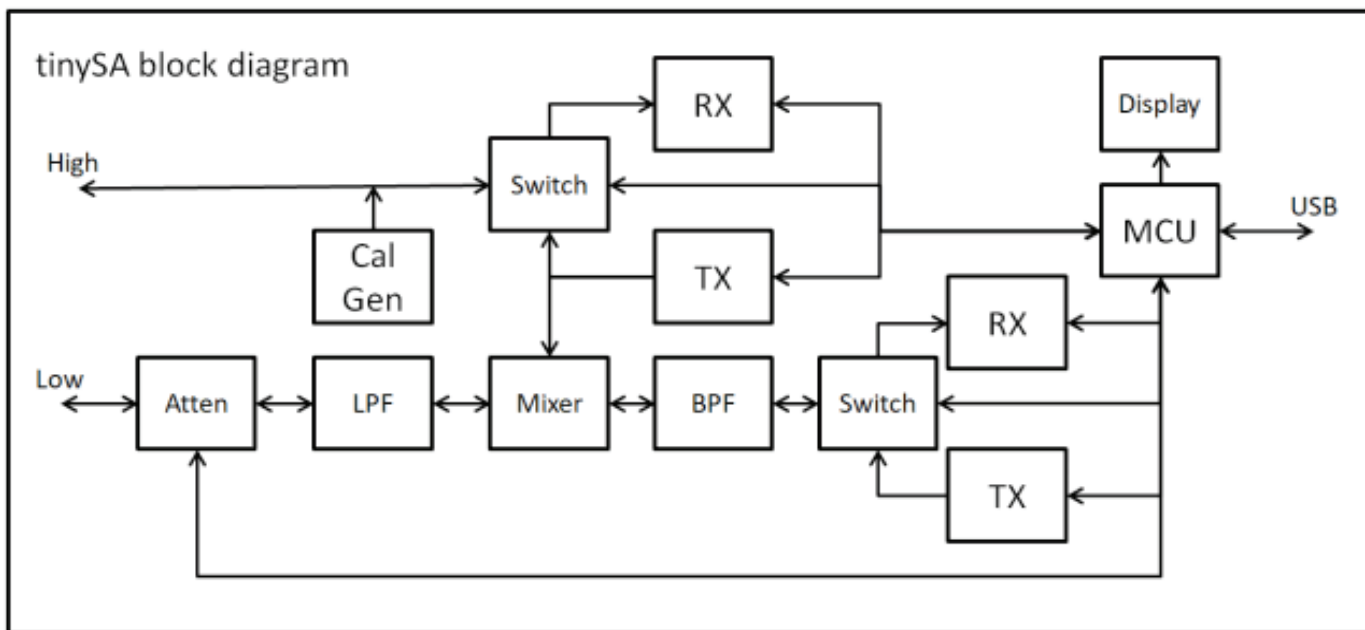 tinySA block diagram
RX
Display
High
Switch
MCU
USB
Cal
Gen
TX
RX
Low
Atten
LPF
Mixer
BPF
Switch
TX